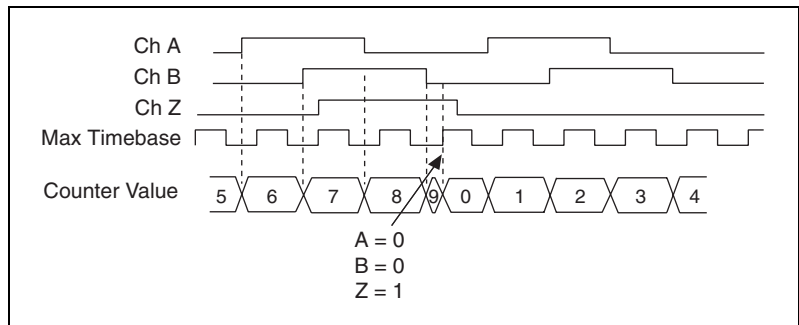 Ch A
Ch B
Ch Z
Max Timebase
Counter Value 5 6 7 8 9 0 1 2 3 4
A = 0
B = 0
Z = 1